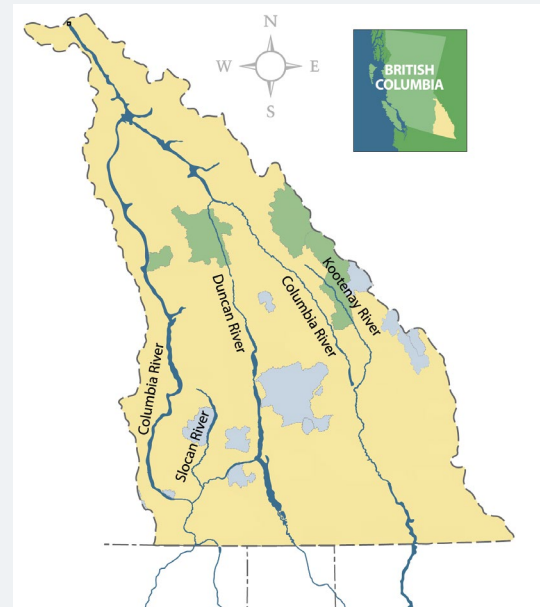 N
W
E
S
BRITISH
COLUMBIA
Kootenay River
Duncan River
Columbia River
Columbia River
Slocan River